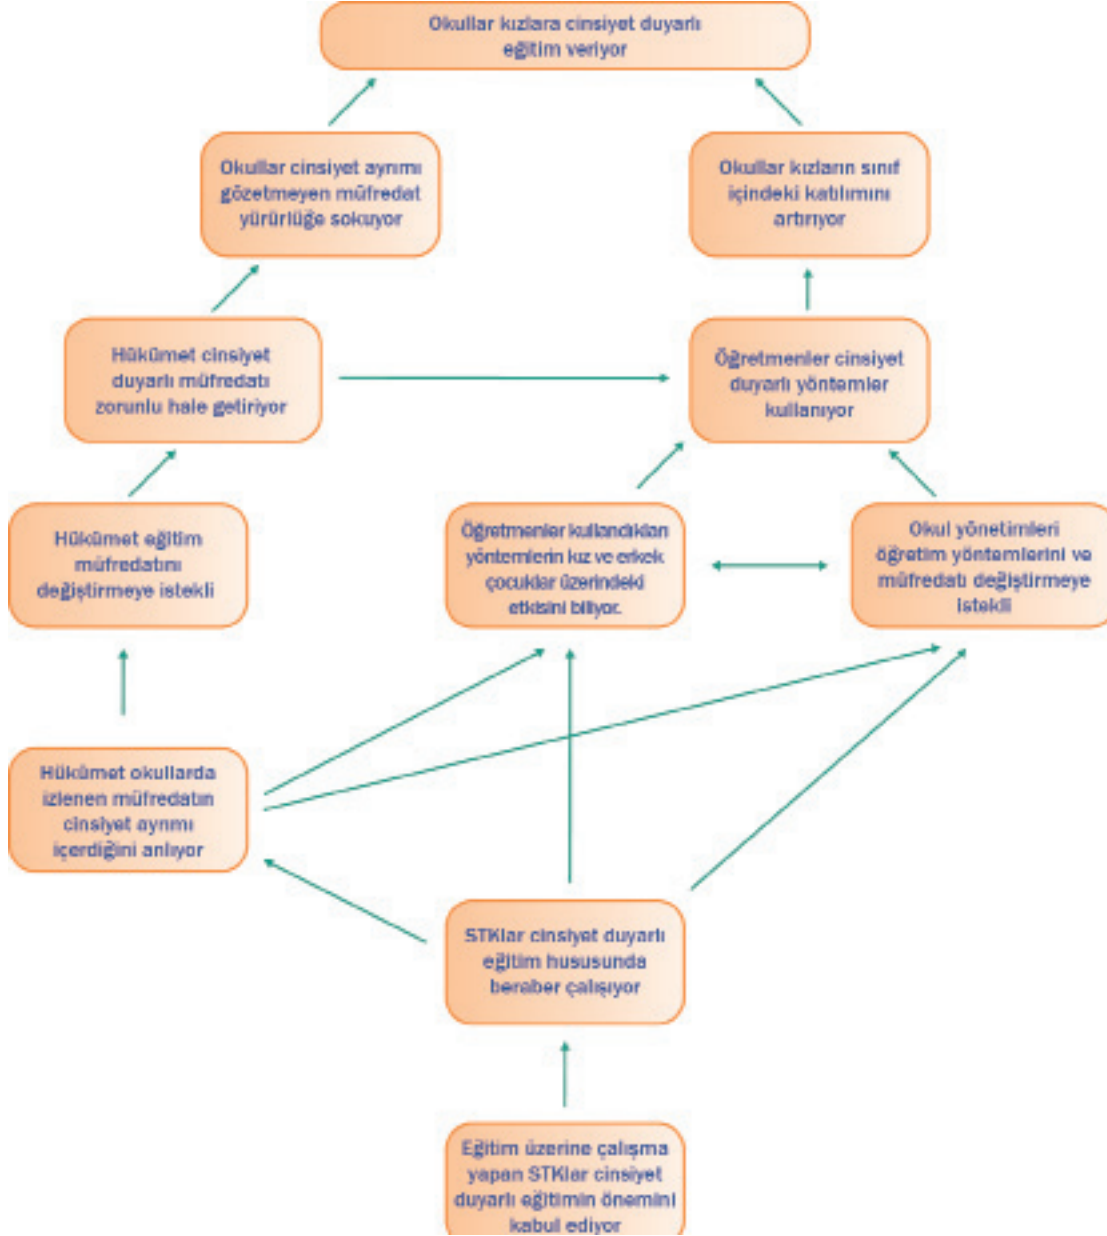 Okullar kızlara cinsiyet duyarlı
eğitim veriyor
Okullar cinsiyet ayrımı
gözetmeyen müfredat
yürürlüğe sokuyor
Okullar kızların sınıf
içindeki katılımını
artırıyor
Hükümet cinsiyet
duyarlı müfredatı
zorunlu hale getiriyor
Öğretmenler cinsiyet
duyarlı yöntemler
kullanıyor
Hükümet eğitim
müfredatını
değiştirmeye istekli
Öğretmenler kullandıkları
yöntemlerin kız ve erkek
çocuklar üzerindeki
etkisini biliyor.
Okul yönetimleri
öğretim yöntemlerini ve
müfredatı değiştirmeye
istekli
Hükümet okullarda
izlenen müfredatın
cinsiyet ayrımı
içerdiğini anlıyor
STKlar cinsiyet duyarlı
eğitim hususunda
beraber çalışıyor
Eğitim üzerine çalışma
yapan STKlar cinsiyet
duyarlı eğitimin önemini
kabul ediyor